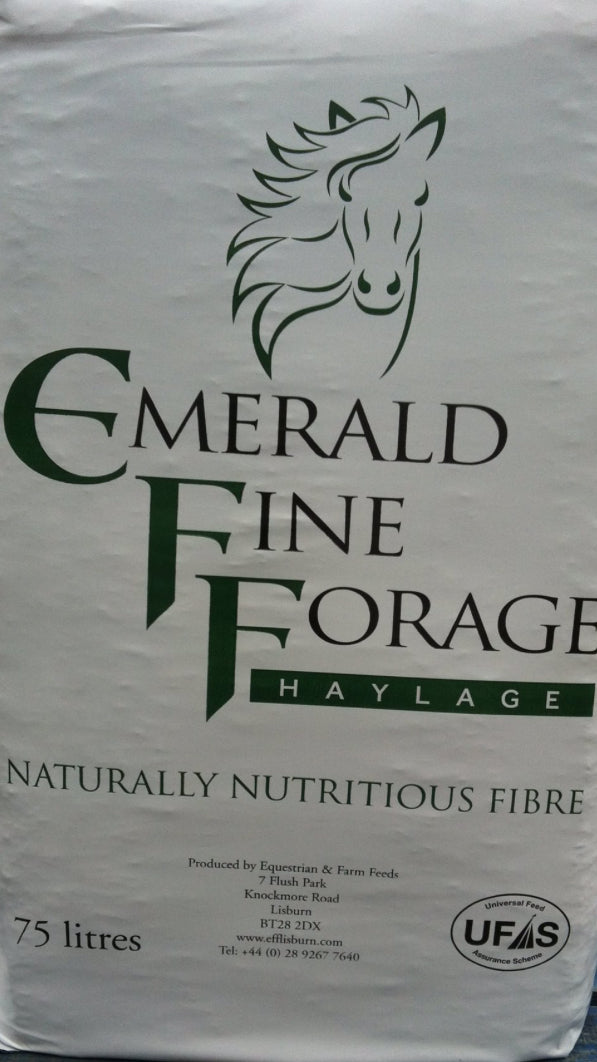 EMERALD
FINE
FORAGE
HAYLAGE
NATURALLY NUTRITIOUS FIBRE
Produced by Equestrian & Farm Feeds
7 Flush Park
Knockmore Road
Lisburn
BT28 2DX
www.efflisburn.com
Tel: +44 (0) 28 9267 7640
75 litres
Universal Feed
UFAS
Assurance Scheme